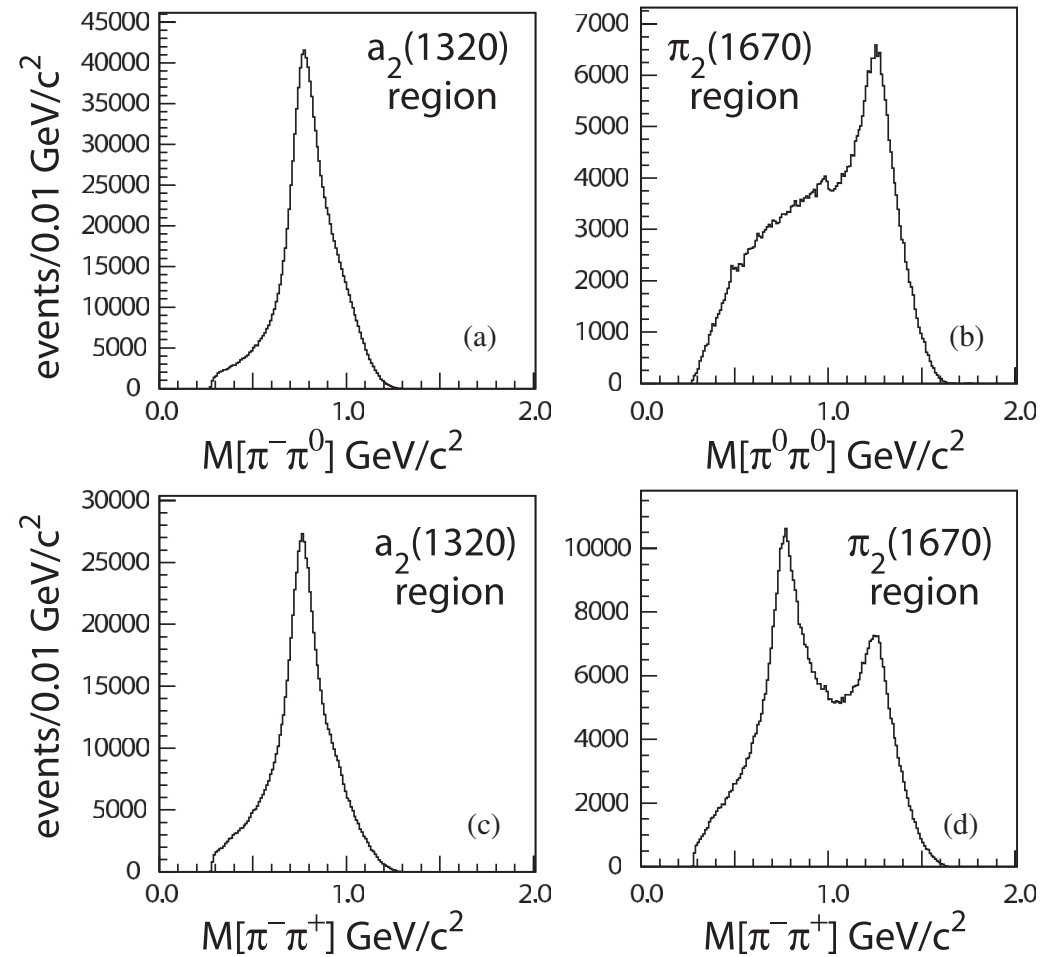 45000
40000
35000
30000
25000
20000
15000
10000
5000
0
events/0.01 GeV/c²
a₂(1320)
region
(a)
0.0 1.0 2.0
M[π⁻π⁰] GeV/c²
7000
6000
5000
4000
3000
2000
1000
0
π₂(1670)
region
(b)
0.0 1.0 2.0
M[π⁰π⁰] GeV/c²
30000
25000
20000
15000
10000
5000
0
events/0.01 GeV/c²
a₂(1320)
region
(c)
0.0 1.0 2.0
M[π⁻π⁺] GeV/c²
10000
8000
6000
4000
2000
0
π₂(1670)
region
(d)
0.0 1.0 2.0
M[π⁻π⁺] GeV/c²